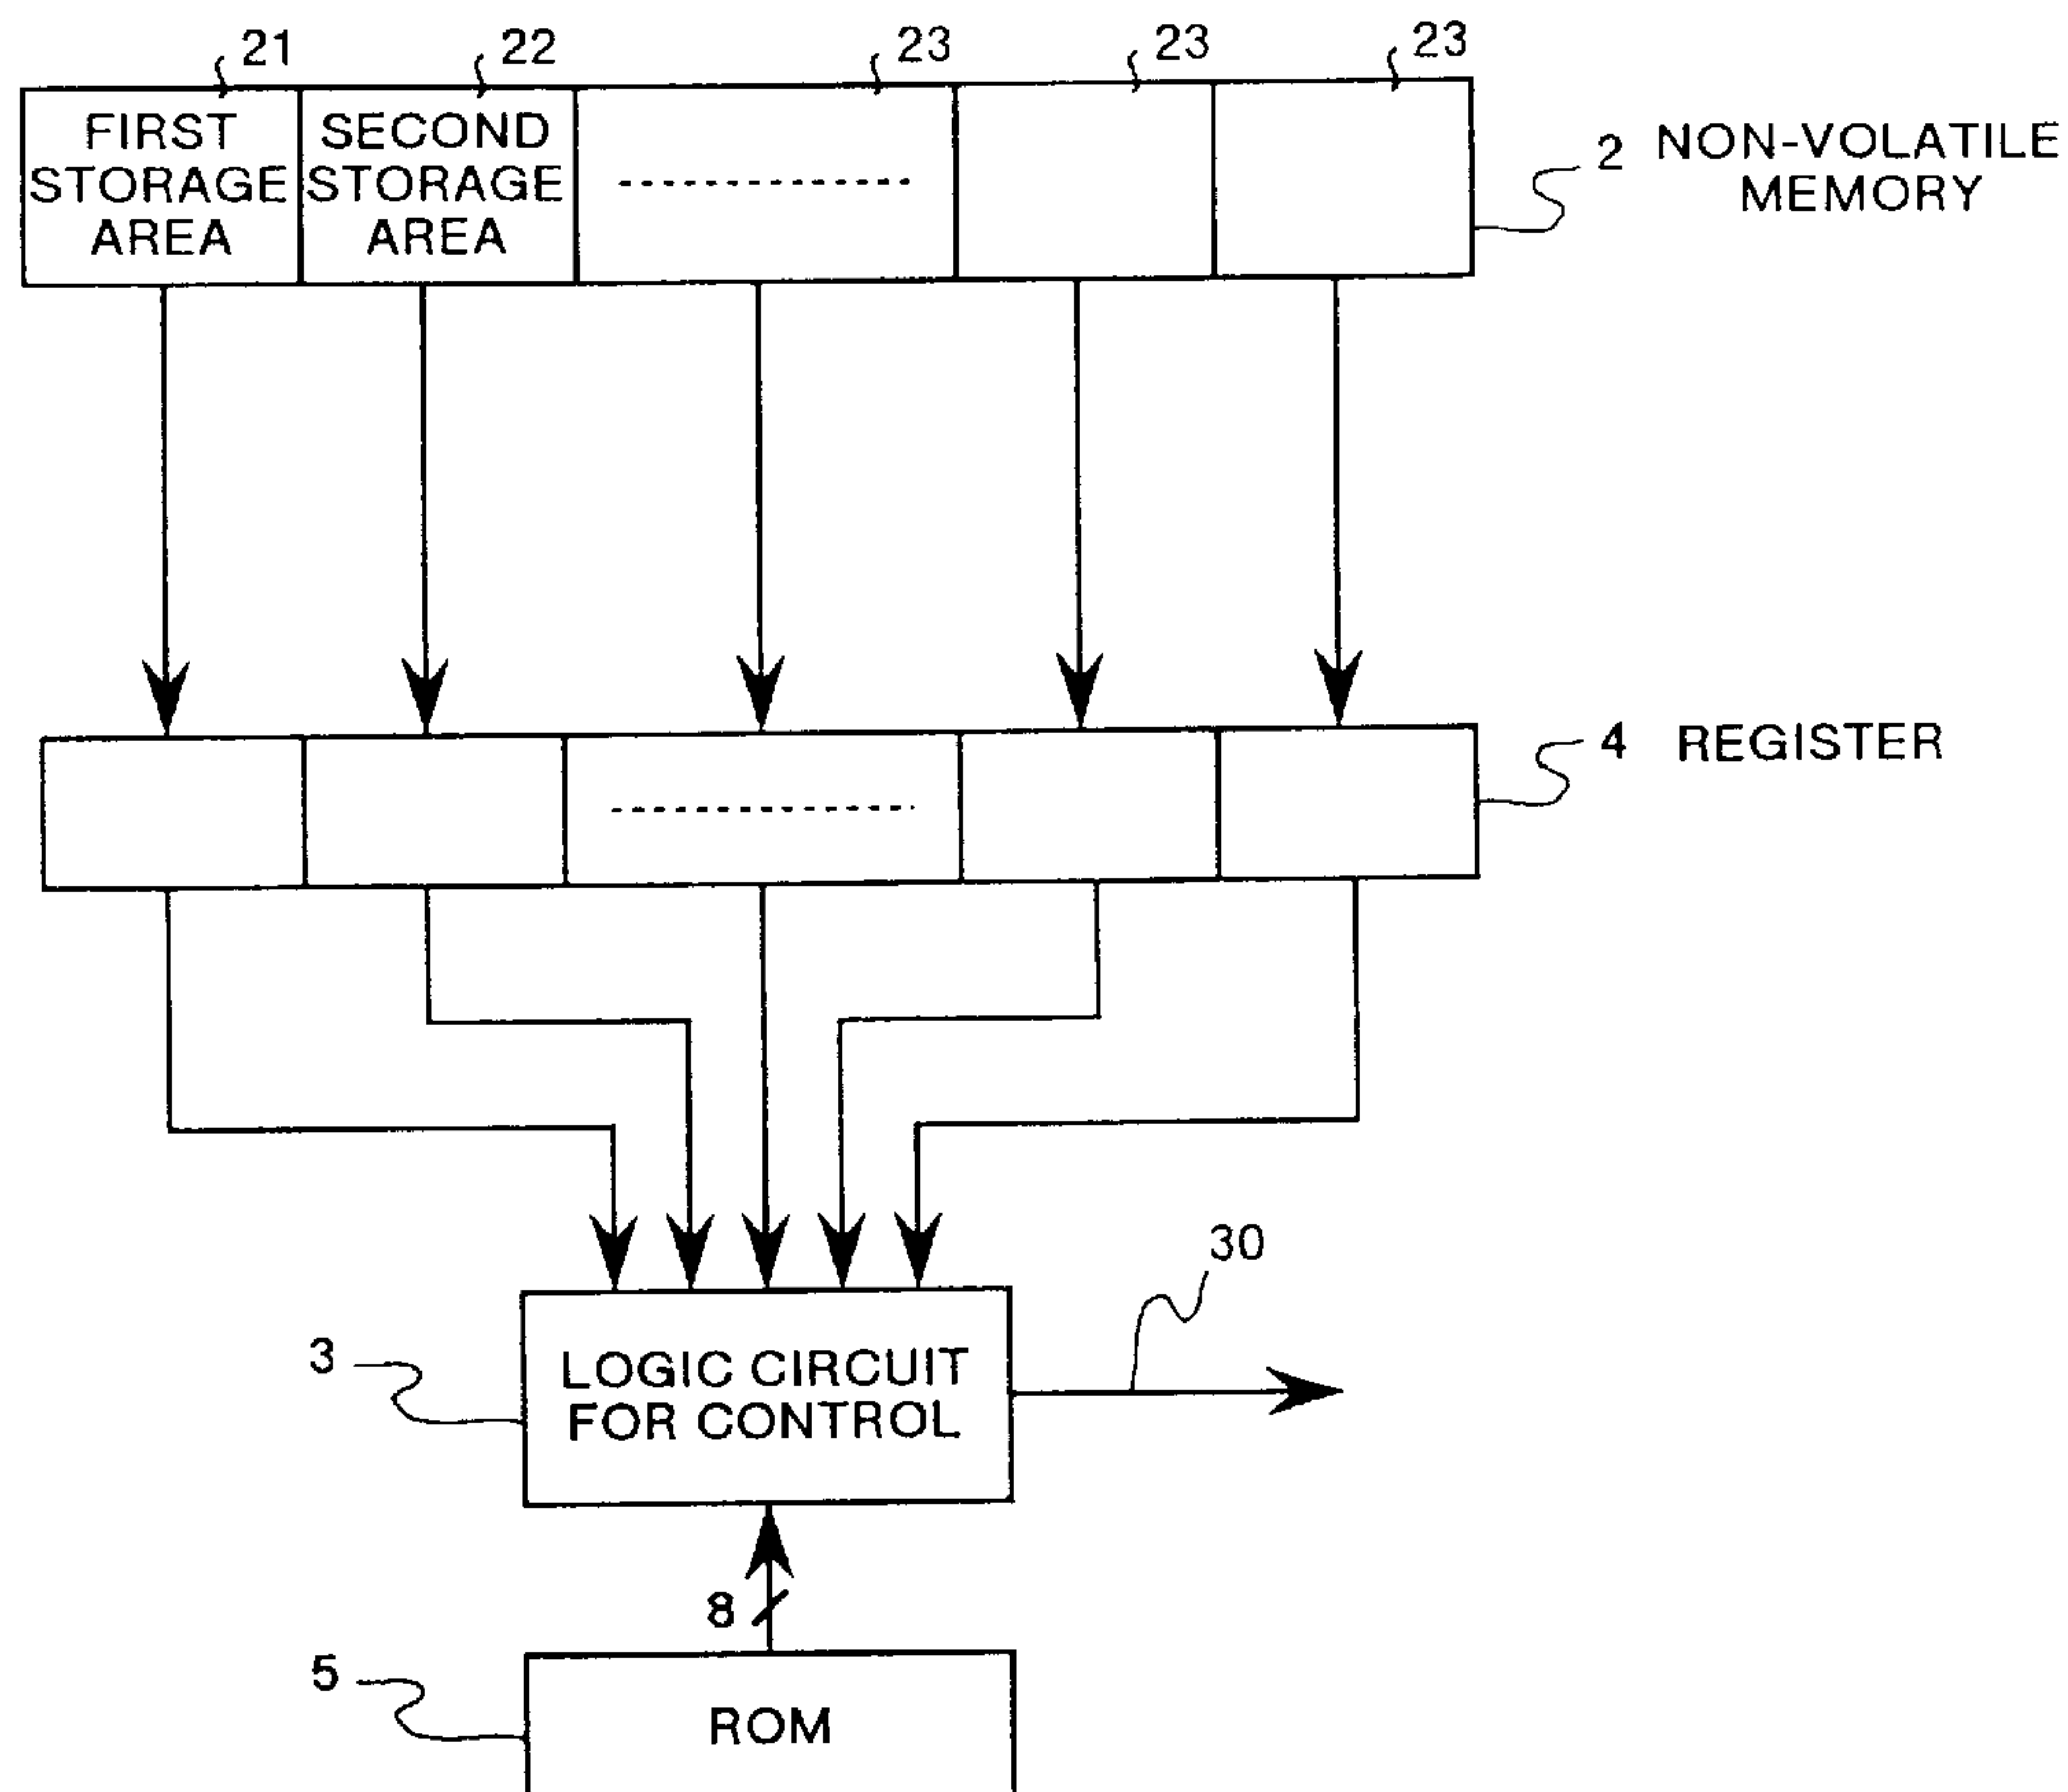 21
22
23
23
23
FIRST
STORAGE
AREA
SECOND
STORAGE
AREA
2 NON-VOLATILE
MEMORY
4 REGISTER
30
3
LOGIC CIRCUIT
FOR CONTROL
8
5
ROM